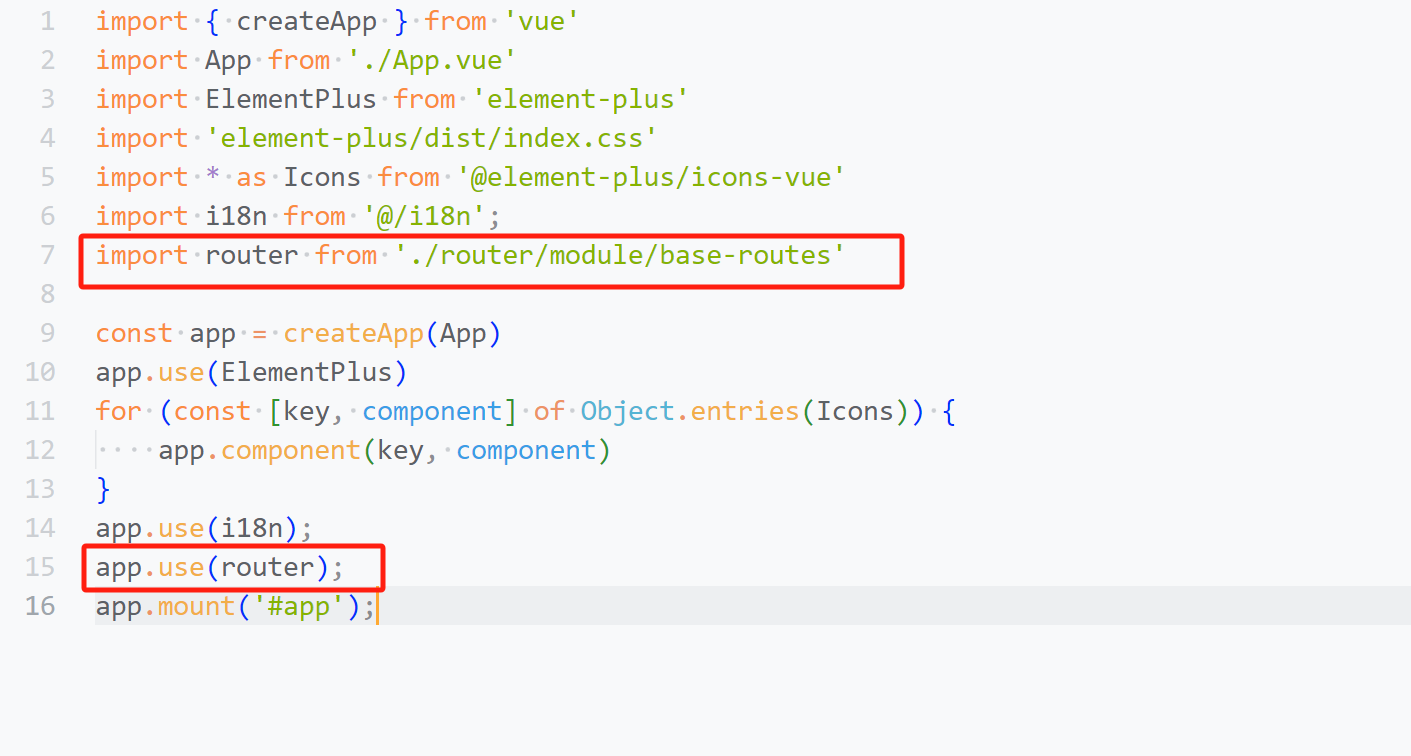 1 import { createApp } from 'vue'
2 import App from './App.vue'
3 import ElementPlus from 'element-plus'
4 import 'element-plus/dist/index.css'
5 import * as Icons from '@element-plus/icons-vue'
6 import i18n from '@/i18n';
7 import router from './router/module/base-routes'
8
9 const app = createApp(App)
10 app.use(ElementPlus)
11 for (const [key, component] of Object.entries(Icons)) {
12     app.component(key, component)
13 }
14 app.use(i18n);
15 app.use(router);
16 app.mount('#app');